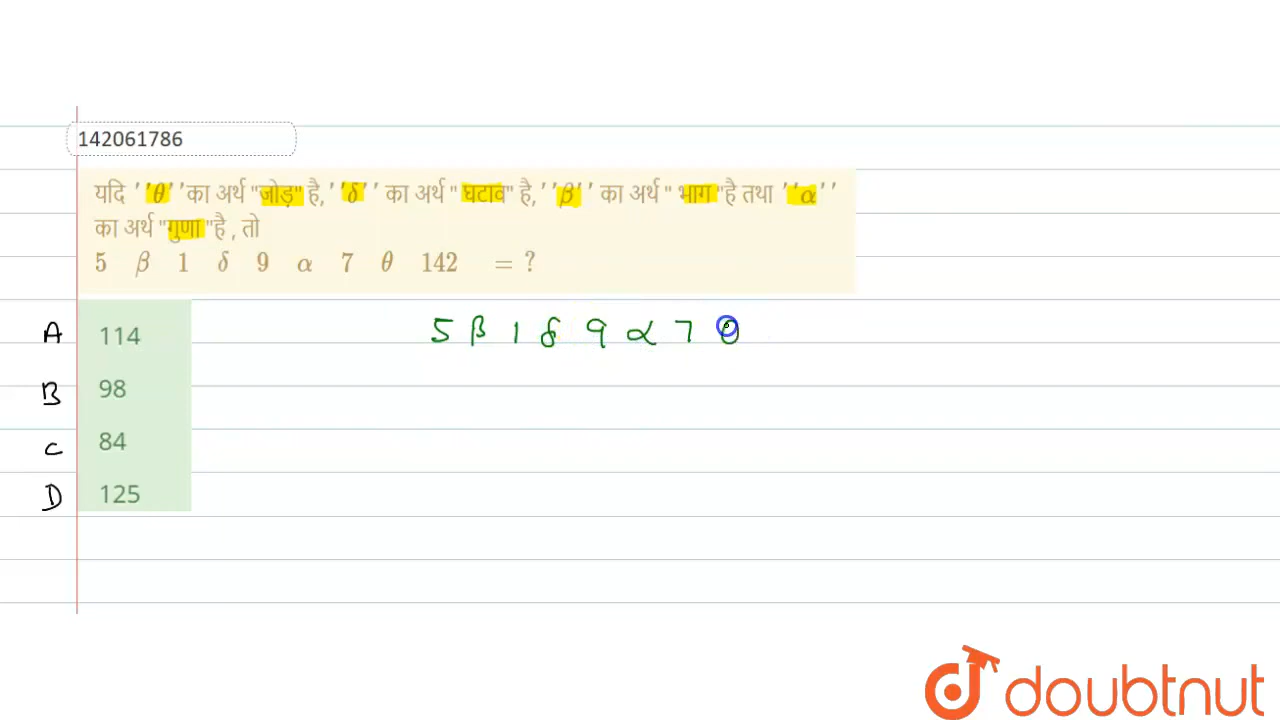 142061786
यदि ''θ''का अर्थ "जोड़" है,''δ'' का अर्थ " घटाव" है,''β'' का अर्थ " भाग "है तथा ''α''
का अर्थ "गुणा "है , तो
5 β 1 δ 9 α 7 θ 142 = ?
A 114
5 β 1 δ 9 α 7 θ
B 98
C 84
D 125
doubtnut